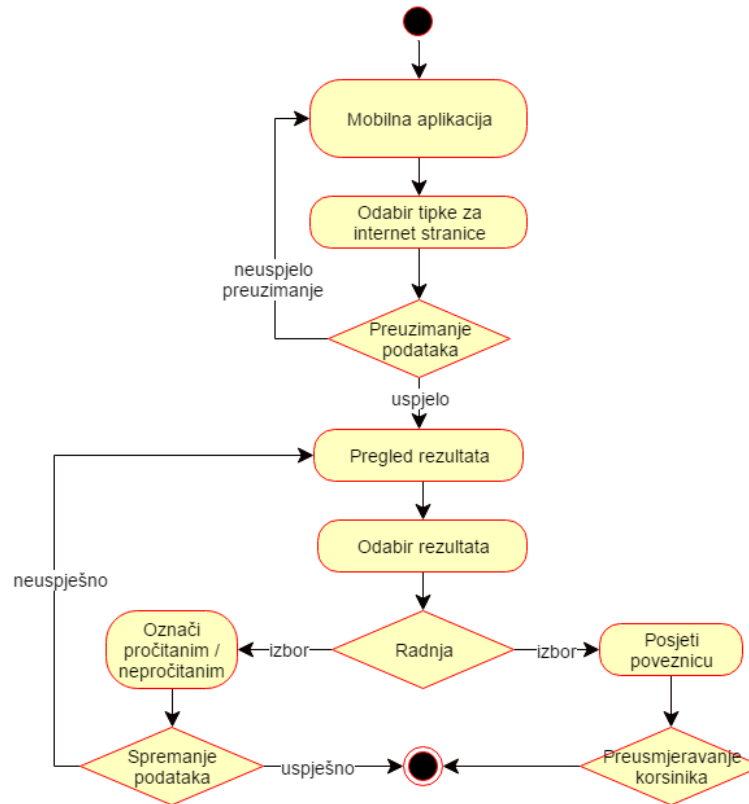 Mobilna aplikacija
Odabir tipke za
internet stranice
neuspjelo
preuzimanje
Preuzimanje
podataka
uspjelo
Pregled rezultata
Odabir rezultata
neuspješno
Označi
pročitanim /
nepročitanim
izbor
Radnja
izbor
Posjeti
poveznicu
Spremanje
podataka
uspješno
Preusmjeravanje
korsinika